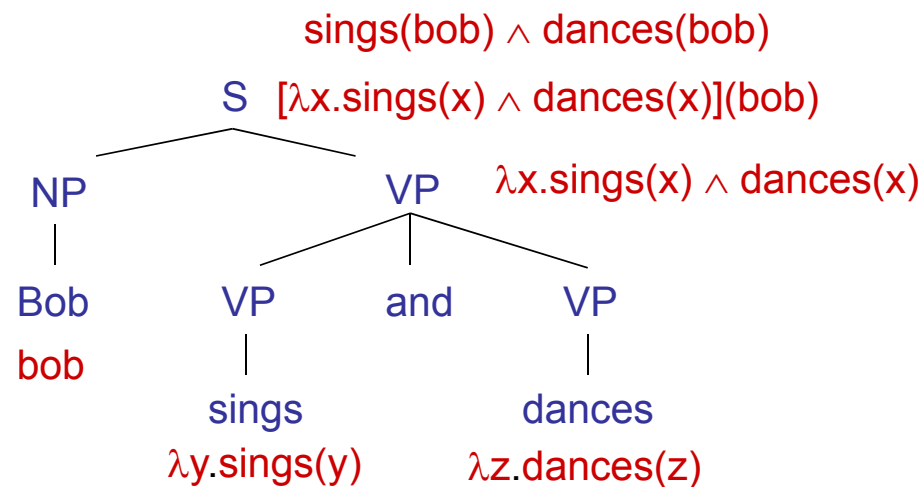 sings(bob) ∧ dances(bob)
S [λx.sings(x) ∧ dances(x)](bob)
NP VP λx.sings(x) ∧ dances(x)
Bob VP and VP
bob
sings dances
λy.sings(y) λz.dances(z)